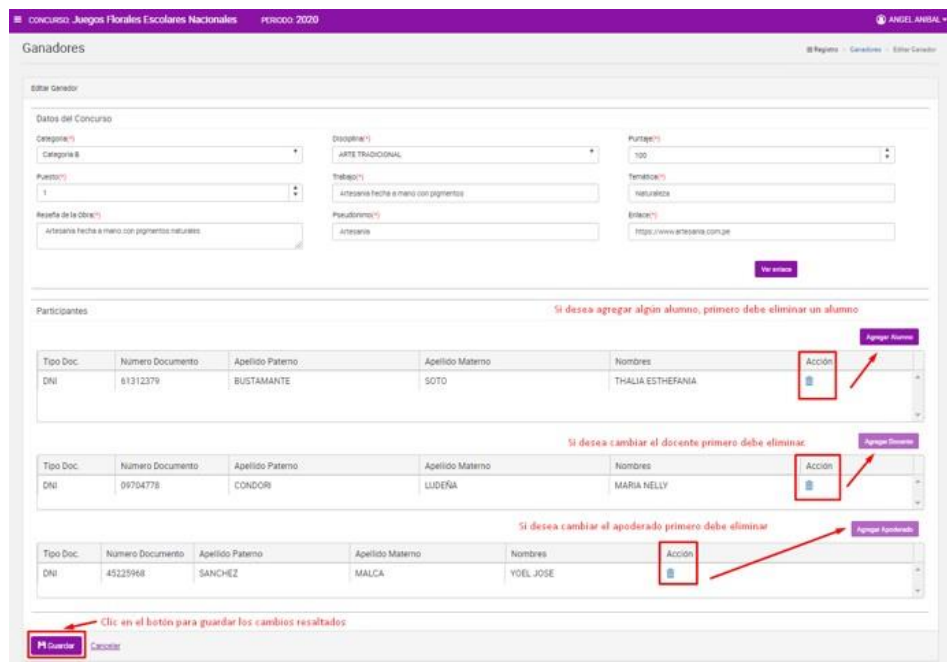 CONCURSO: Juegos Florales Escolares Nacionales PERIODO: 2020 ANGEL ANIBAL
Ganadores Registro Ganadores Editar Ganador
Editar Ganador
Datos del Concurso
Categoria(*) Disciplina(*) Puntaje(*)
Categoria B ARTE TRADICIONAL 100
Puesto(*) Trabajo(*) Temática(*)
1 Artesania hecha a mano con pigmentos Naturaleza
Reseña de la Obra(*) Pseudónimo(*) Enlace(*)
Artesania hecha a mano con pigmentos naturales Artesania https://www.artesania.com.pe
Ver enlace
Participantes Si desea agregar algún alumno, primero debe eliminar un alumno
Agregar Alumno
Tipo Doc. Número Documento Apellido Paterno Apellido Materno Nombres Acción
DNI 61312379 BUSTAMANTE SOTO THALIA ESTHEFANIA
Si desea cambiar el docente primero debe eliminar. Agregar Docente
Tipo Doc. Número Documento Apellido Paterno Apellido Materno Nombres Acción
DNI 09704778 CONDORI LUDEÑA MARIA NELLY
Si desea cambiar el apoderado primero debe eliminar Agregar Apoderado
Tipo Doc. Número Documento Apellido Paterno Apellido Materno Nombres Acción
DNI 45225968 SANCHEZ MALCA YOEL JOSE
Clic en el botón para guardar los cambios resaltados
Guardar Cancelar